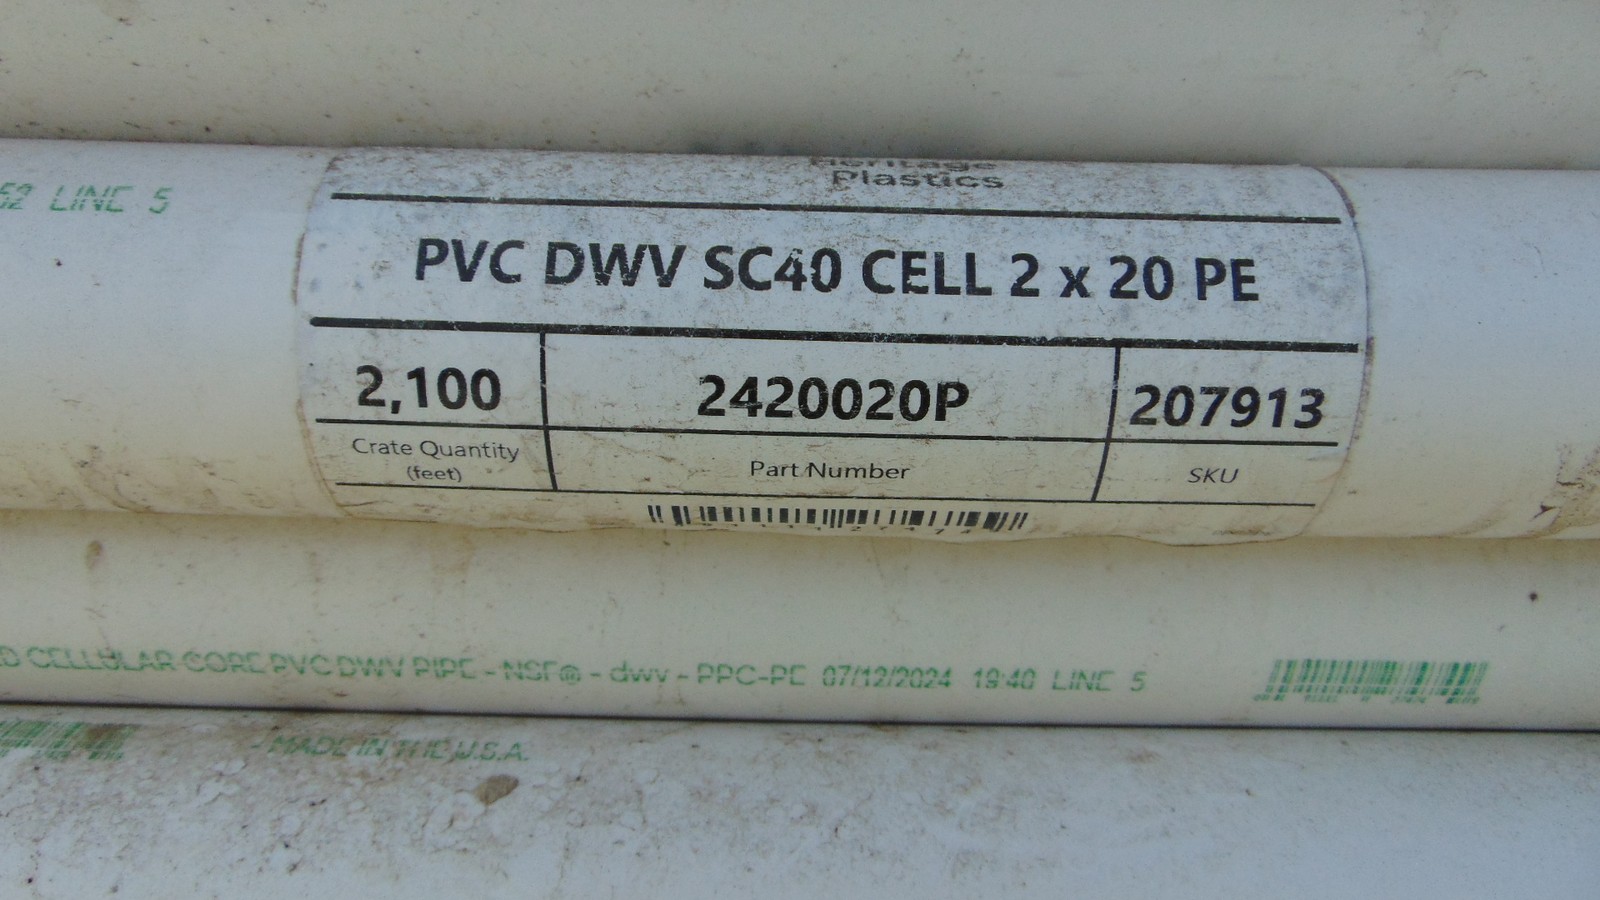 Heritage
Plastics
52 LINE 5
PVC DWV SC40 CELL 2 x 20 PE
2,100
2420020P
207913
Crate Quantity
(feet)
Part Number
SKU
CELLULAR CORE PVC DWV PIPE - NSF® - dwv - PPC-PE 07/12/2024 19:40 LINE 5
- MADE IN THE U.S.A.